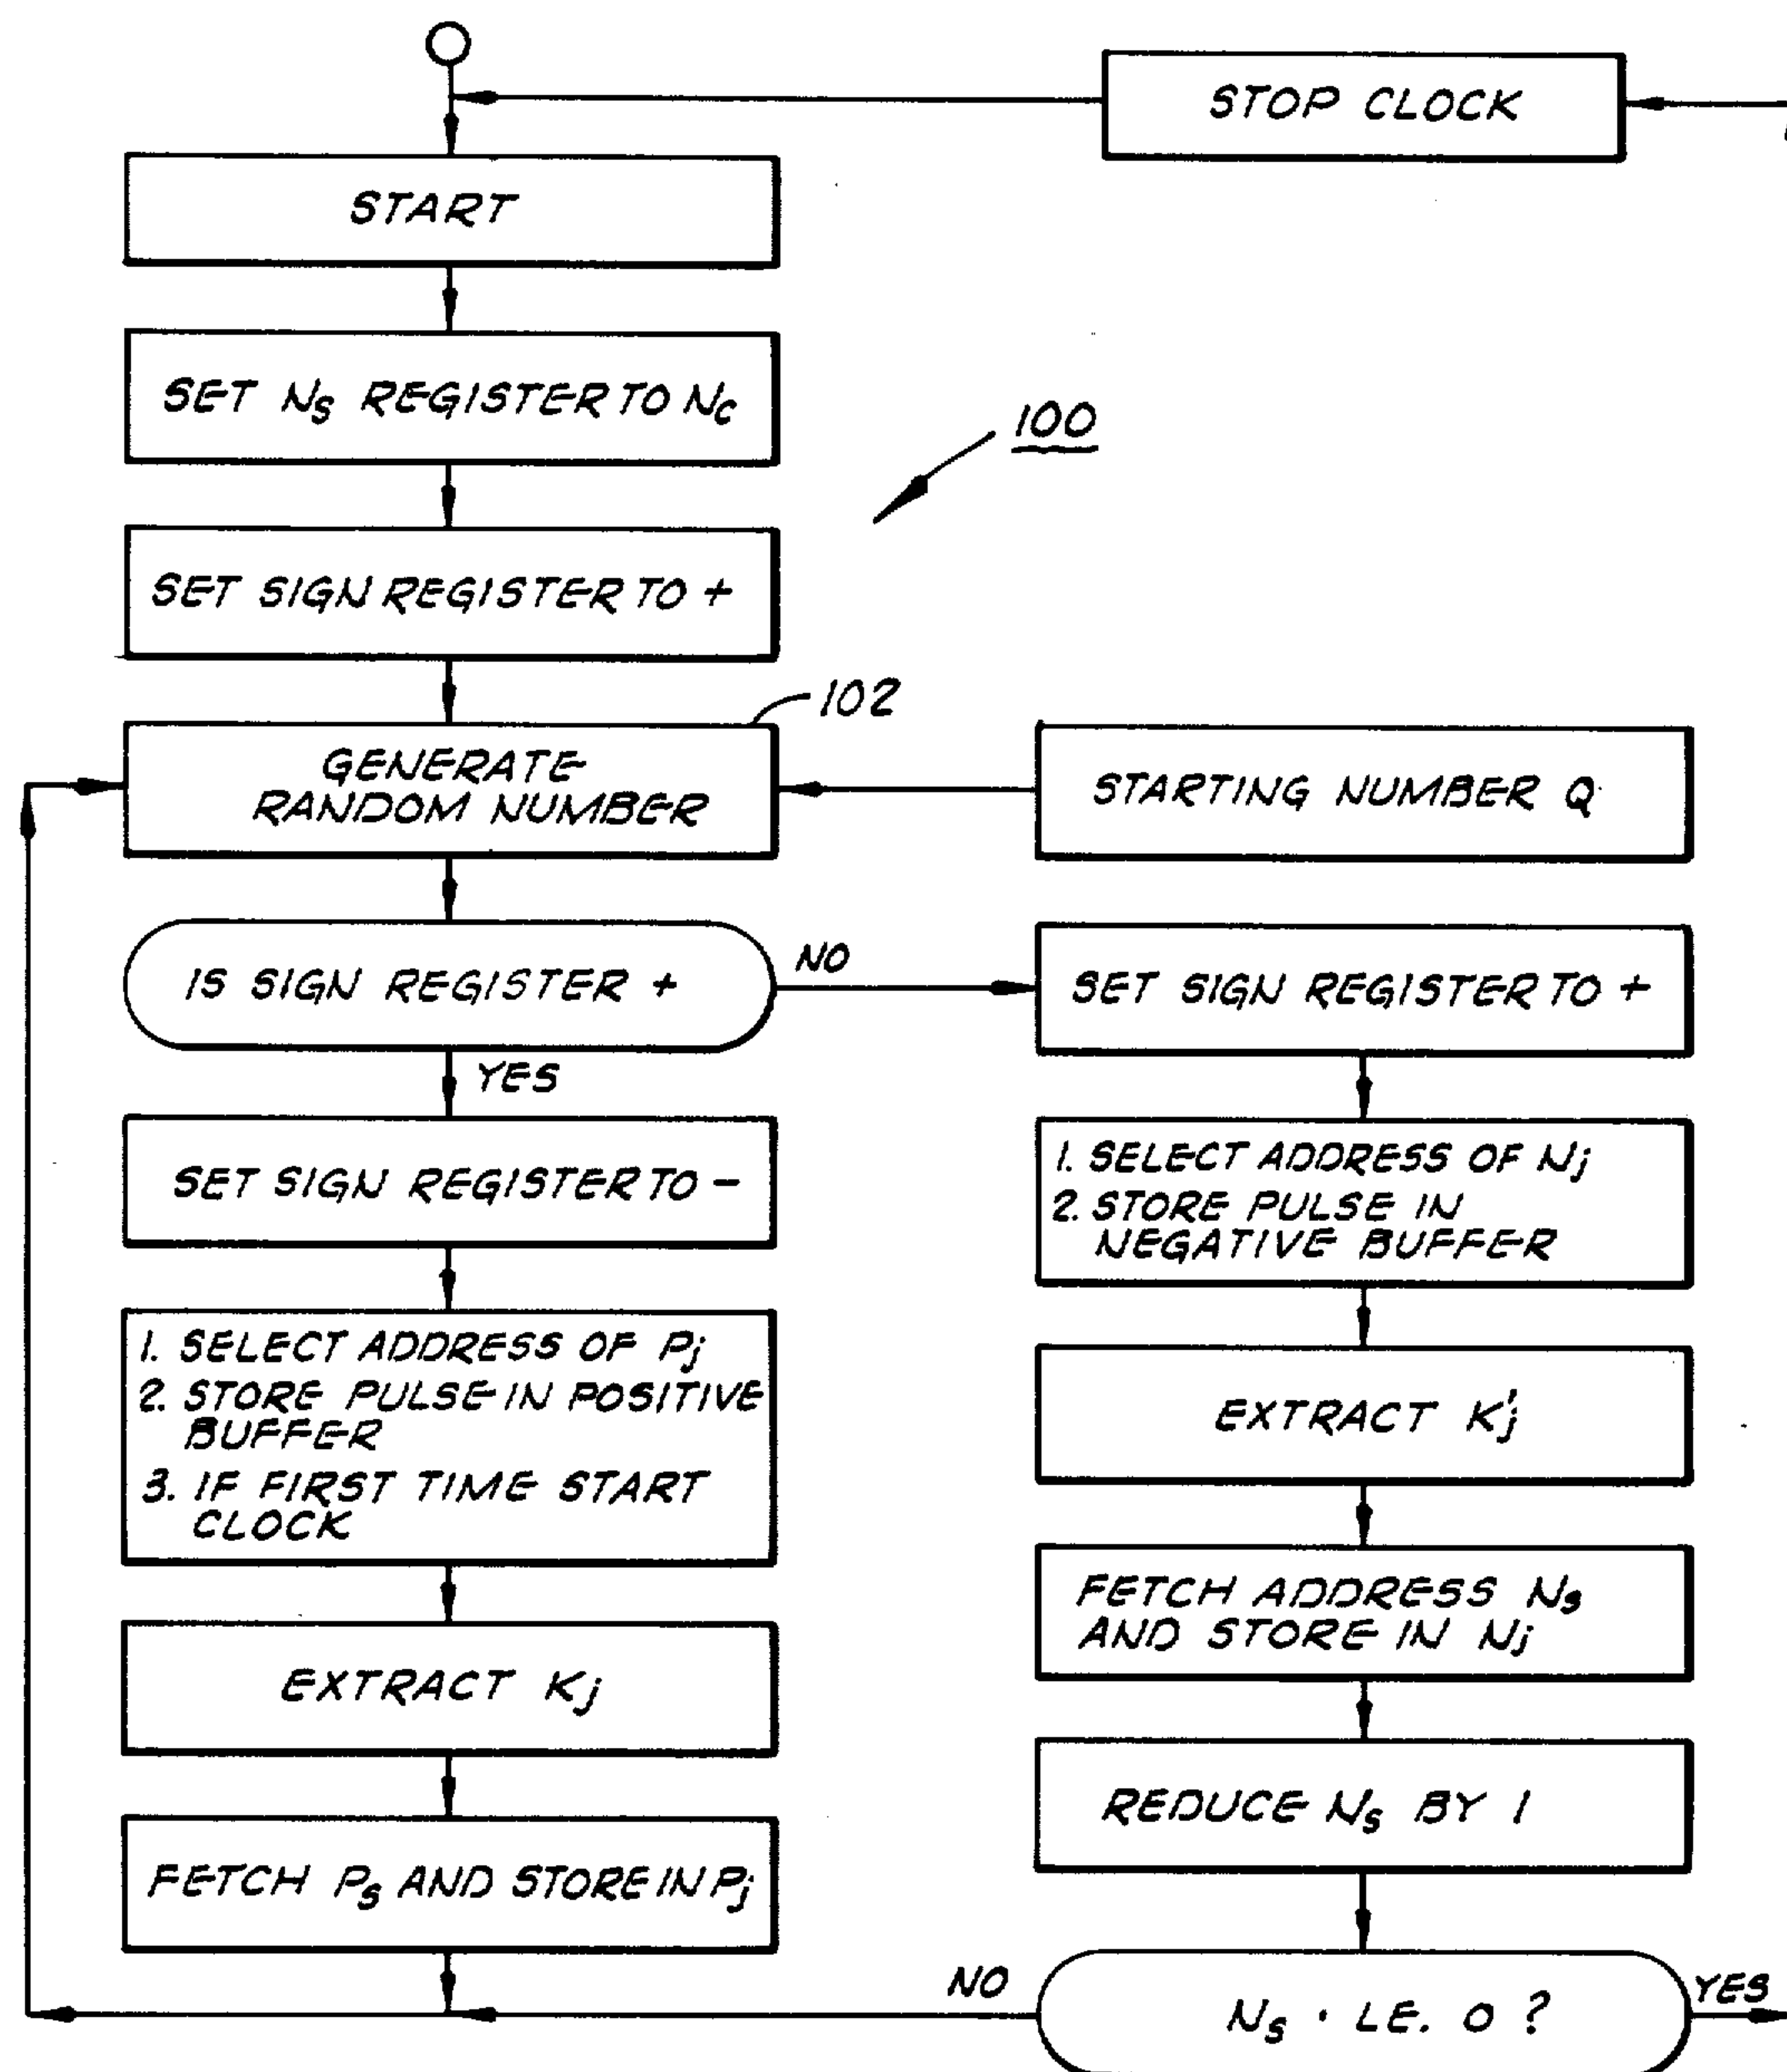 STOP CLOCK
START
SET Ns REGISTER TO Nc
100
SET SIGN REGISTER TO +
102
GENERATE
RANDOM NUMBER
STARTING NUMBER Q
IS SIGN REGISTER +
NO
SET SIGN REGISTER TO +
YES
SET SIGN REGISTER TO -
1. SELECT ADDRESS OF Nj
2. STORE PULSE IN
NEGATIVE BUFFER
1. SELECT ADDRESS OF Pj
2. STORE PULSE IN POSITIVE
BUFFER
3. IF FIRST TIME START
CLOCK
EXTRACT K'j
FETCH ADDRESS Ns
AND STORE IN Nj
EXTRACT Kj
REDUCE Ns BY 1
FETCH Ps AND STORE IN Pj
NO
Ns . LE. 0 ?
YES